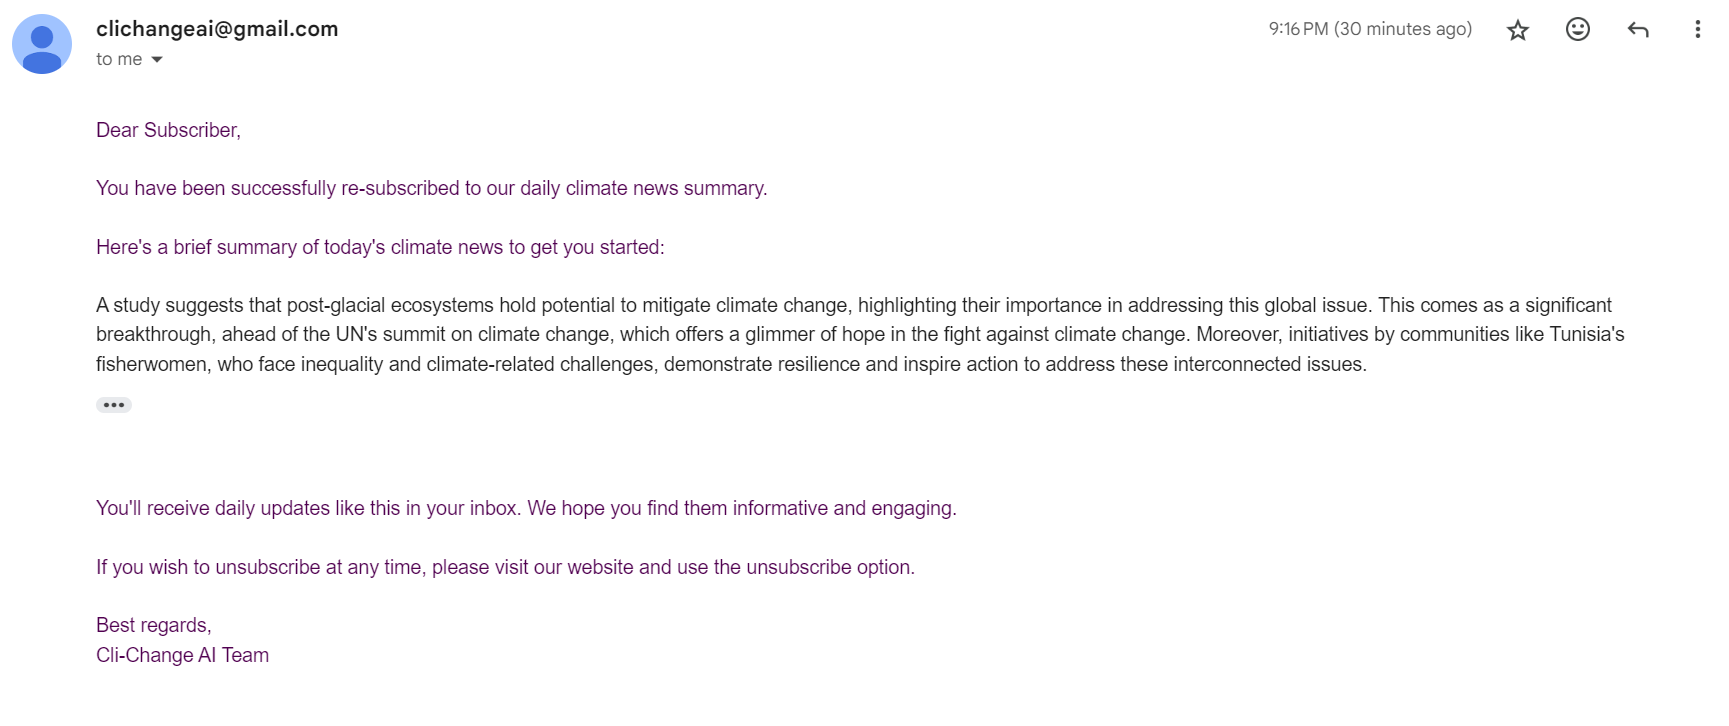 clichangeai@gmail.com
9:16 PM (30 minutes ago)
to me
Dear Subscriber,
You have been successfully re-subscribed to our daily climate news summary.
Here's a brief summary of today's climate news to get you started:
A study suggests that post-glacial ecosystems hold potential to mitigate climate change, highlighting their importance in addressing this global issue. This comes as a significant
breakthrough, ahead of the UN's summit on climate change, which offers a glimmer of hope in the fight against climate change. Moreover, initiatives by communities like Tunisia's
fisherwomen, who face inequality and climate-related challenges, demonstrate resilience and inspire action to address these interconnected issues.
You'll receive daily updates like this in your inbox. We hope you find them informative and engaging.
If you wish to unsubscribe at any time, please visit our website and use the unsubscribe option.
Best regards,
Cli-Change AI Team